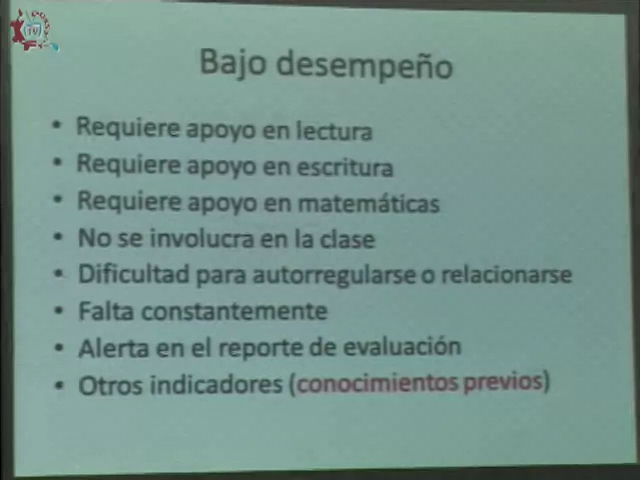 Bajo desempeño
• Requiere apoyo en lectura
• Requiere apoyo en escritura
• Requiere apoyo en matemáticas
• No se involucra en la clase
• Dificultad para autorregularse o relacionarse
• Falta constantemente
• Alerta en el reporte de evaluación
• Otros indicadores (conocimientos previos)